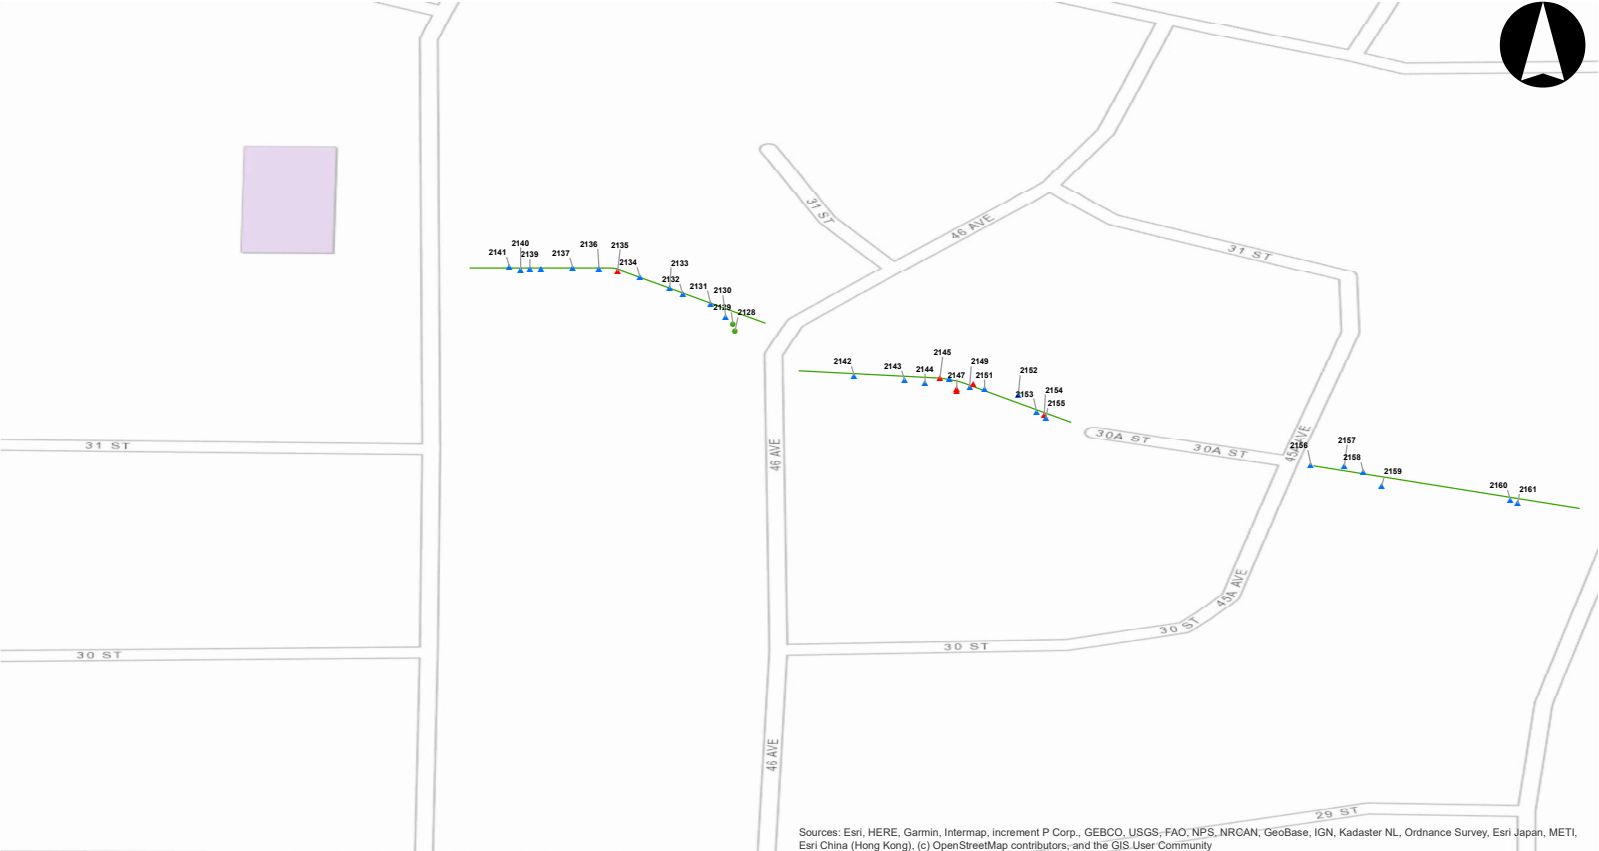 31 ST
46 AVE
31 ST
2140
2136
2135
2141
2139
2137
2134
2133
2132
2131
2130
2129
2128
2145
2142
2143
2144
2149
2147
2151
2152
2153
2154
2155
30A ST
30A ST
45A AVE
2156
2157
2158
2159
2160
2161
31 ST
46 AVE
45A AVE
30 ST
30 ST
30 ST
46 AVE
29 ST
Sources: Esri, HERE, Garmin, Intermap, increment P Corp., GEBCO, USGS, FAO, NPS, NRCAN, GeoBase, IGN, Kadaster NL, Ordnance Survey, Esri Japan, METI,
Esri China (Hong Kong), (c) OpenStreetMap contributors, and the GIS User Community